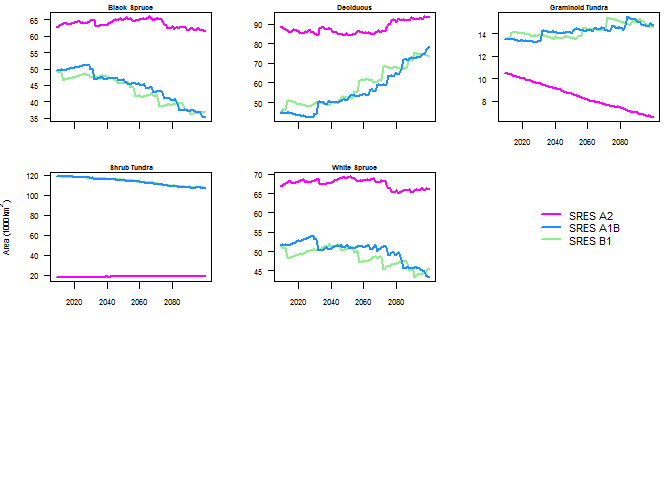 Black Spruce
Deciduous
Graminoid Tundra
65
60
55
50
45
40
35
90
80
70
60
50
14
12
10
8
2020 2040 2060 2080
Shrub Tundra
White Spruce
Area (1000km²)
120
100
80
60
40
20
2020 2040 2060 2080
70
65
60
55
50
45
2020 2040 2060 2080
SRES A2
SRES A1B
SRES B1